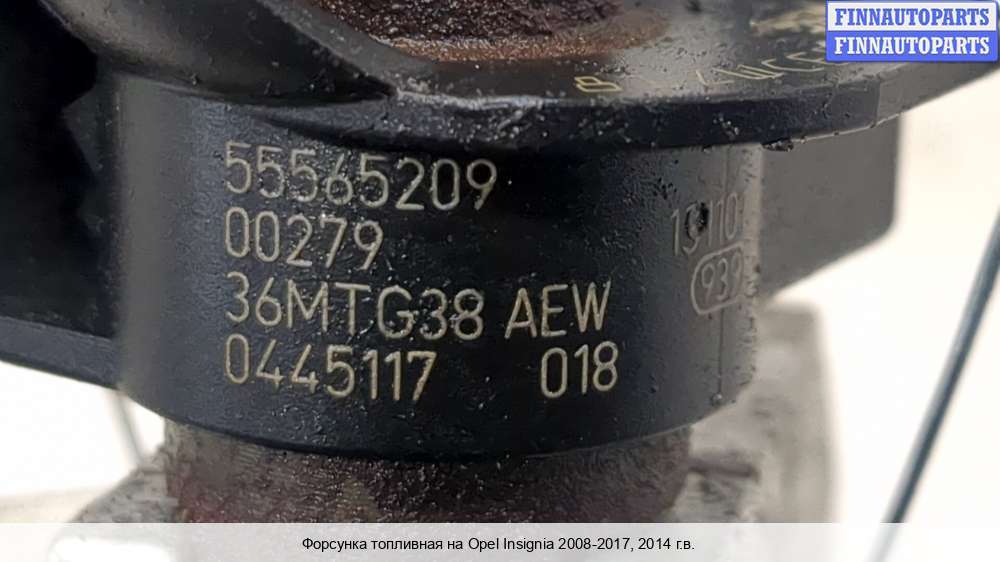 FINNAUTOPARTS
FINNAUTOPARTS
55565209
00279
36MTG38 AEW
0445117 018
939
Форсунка топливная на Opel Insignia 2008-2017, 2014 г.в.